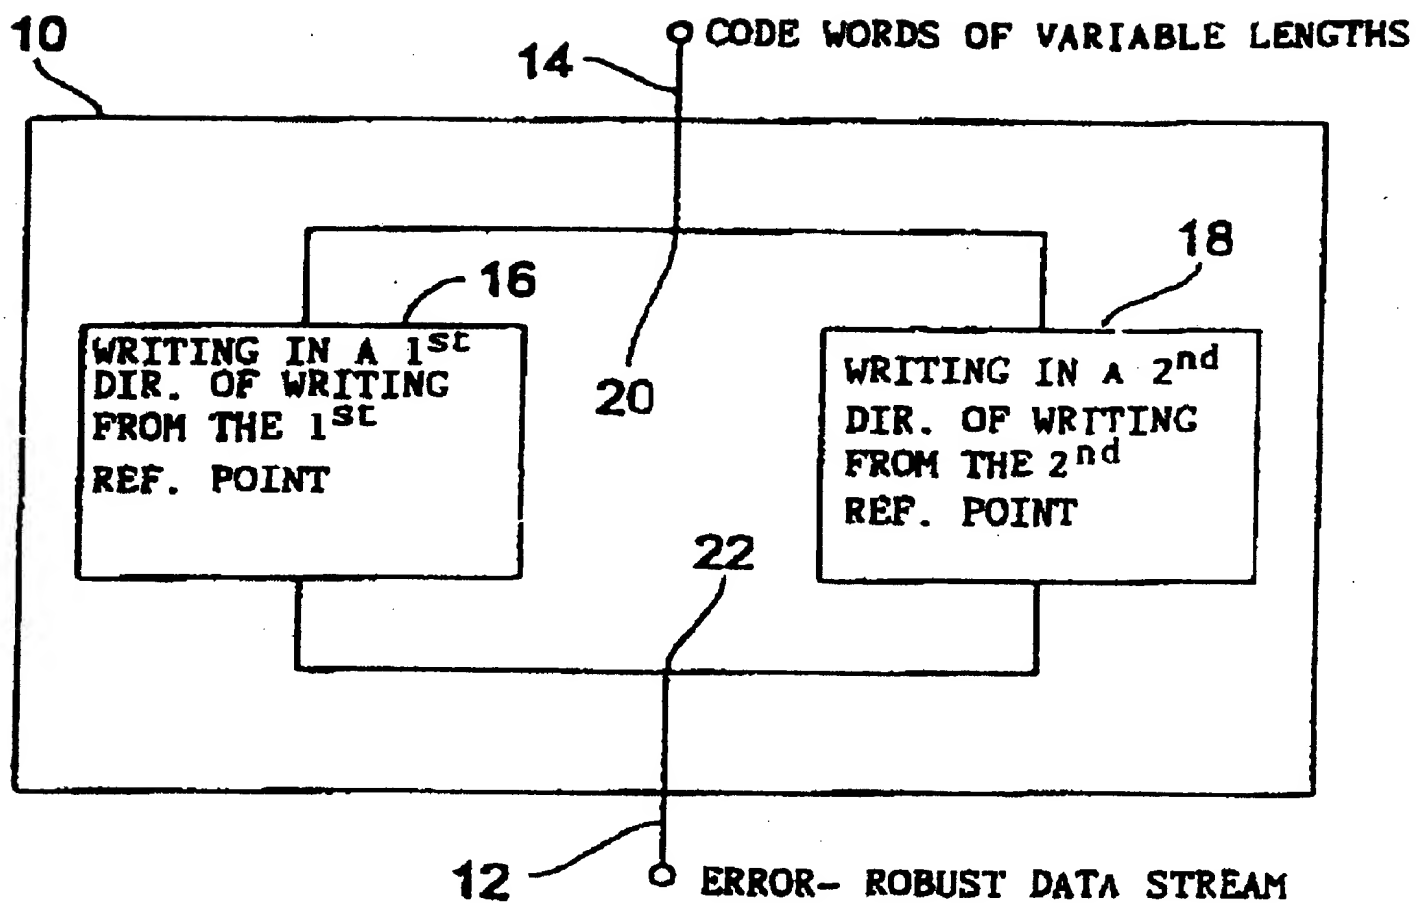 10
CODE WORDS OF VARIABLE LENGTHS
14
18
16
WRITING IN A 1st
DIR. OF WRITING
FROM THE 1st
REF. POINT
20
WRITING IN A 2nd
DIR. OF WRITING
FROM THE 2nd
REF. POINT
22
12
ERROR- ROBUST DATA STREAM